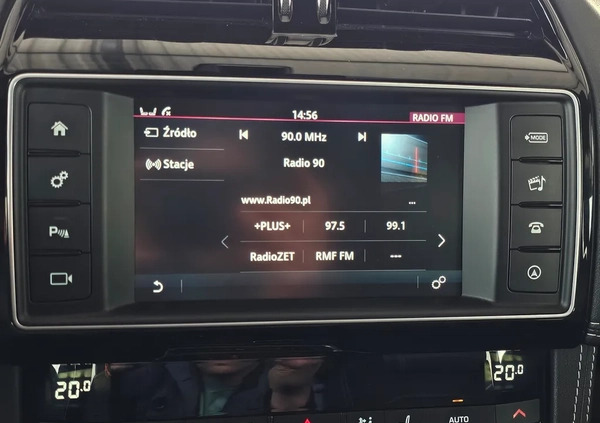 14:56
RADIO FM
Źródło
90.0 MHz
MODE
Stacje
Radio 90
www.Radio90.pl
...
+PLUS+ 97.5 99.1
P
RadioZET RMF FM ---
20.0
20.0
AUTO